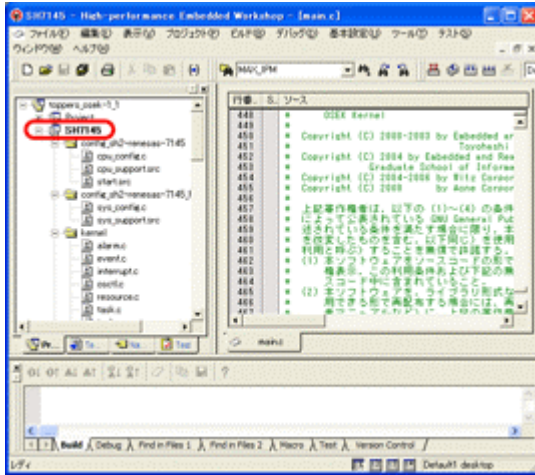 SH7145 - High-performance Embedded Workshop - [main.c]
ファイル(F) 編集(E) 表示(V) プロジェクト(P) ビルド(B) デバッグ(D) 基本設定(U) ツール(T) テスト(S)
ウィンドウ(W) ヘルプ(H)
MAX_IPM
toppers_osek-1_1
Project
SH7145
config_sh2-renesas-7145
cpu_config.c
cpu_support.src
start.src
sys_config.c
sys_support.src
kernel
alarm.c
event.c
interrupt.c
osctl.c
resource.c
task.c
Pr...
Te...
Na...
Test
行番.. S.. ソース
448 * OSEK Kernel
449 *
450 * Copyright (C) 2000-2003 by Embedded
451 * Toyohashi
452 * Copyright (C) 2004 by Embedded and
453 * Graduate School of
454 * Copyright (C) 2004-2006 by Witz
455 * Copyright (C) 2008 by Aone
456 *
457 * 上記著作権者は、以下の (1)~(4) の条件
458 * によって公表されている GNU General
459 * 述されている条件を満たす場合に限り、本
460 * を改変したものを含む。以下同じ)を使用
461 * 利用と呼ぶ)することを無償で許諾する。
462 * (1) 本ソフトウェアをソースコードの形で
463 * 権表示、この利用条件および下記の無
464 * スコード中に含まれていること。
465 * (2) 本ソフトウェアを、ライブラリ形式
466 * 用できる形で再配布する場合には、再
467
main.c
Build Debug Find in Files 1 Find in Files 2 Macro Test Version Control
レディ
Default1 desktop